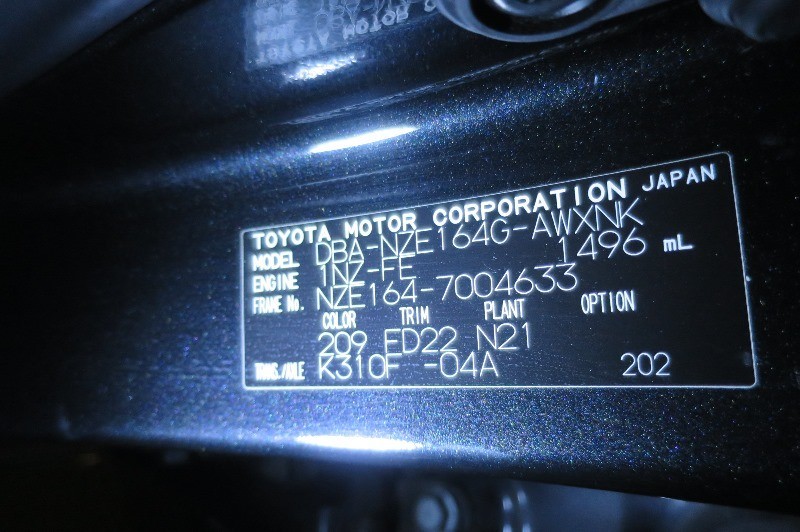 TOYOTA MOTOR CORPORATION JAPAN
MODEL DBA-NZE164G-AWXNK
ENGINE 1NZ-FE 1496 mL
FRAME No. NZE164-7004633
COLOR TRIM PLANT OPTION
209 FD22 N21
TRANS./AXLE K310F -04A 202